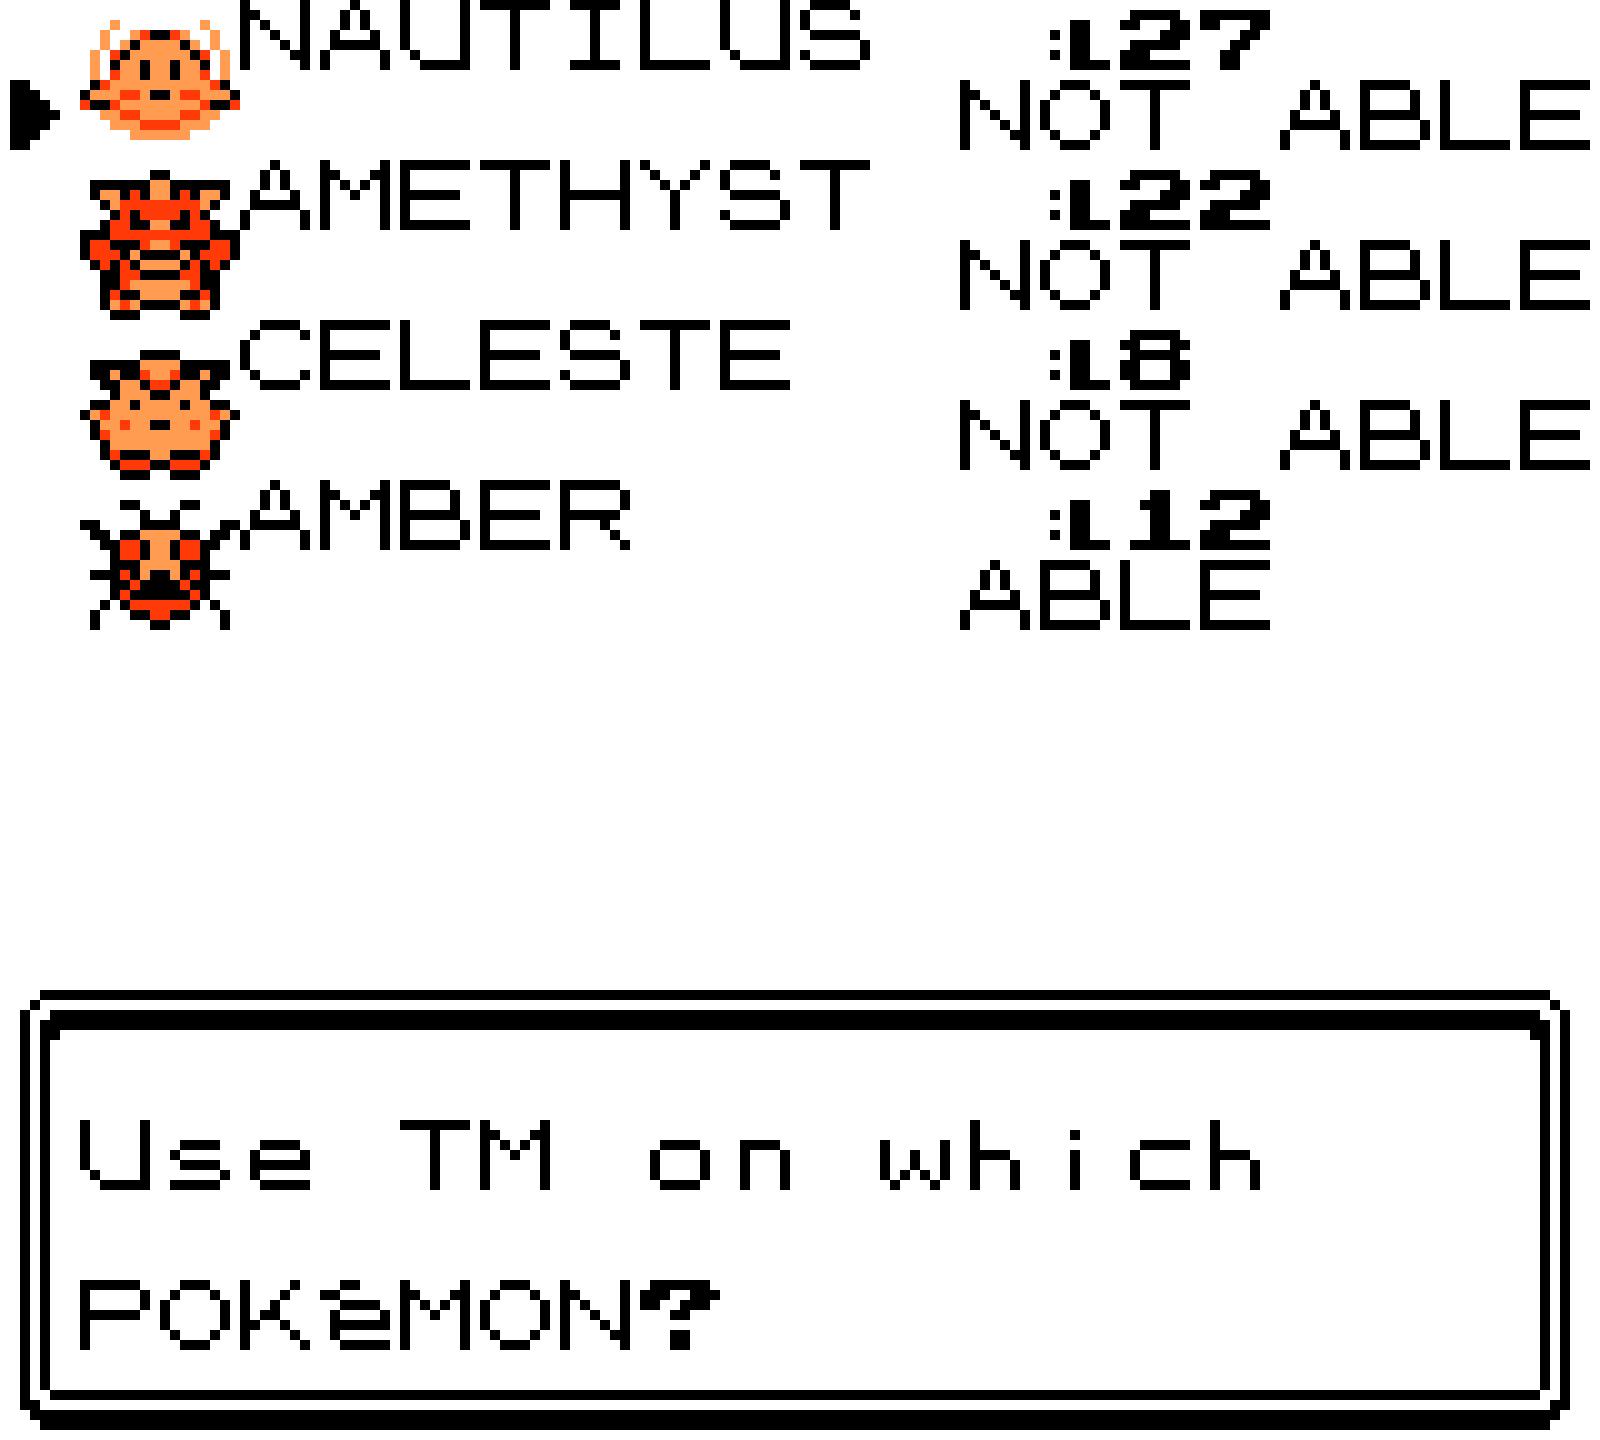 NAUTILUS :L27
NOT ABLE
AMETHYST :L22
NOT ABLE
CELESTE :L8
NOT ABLE
AMBER :L12
ABLE
Use TM on which
POKéMON?